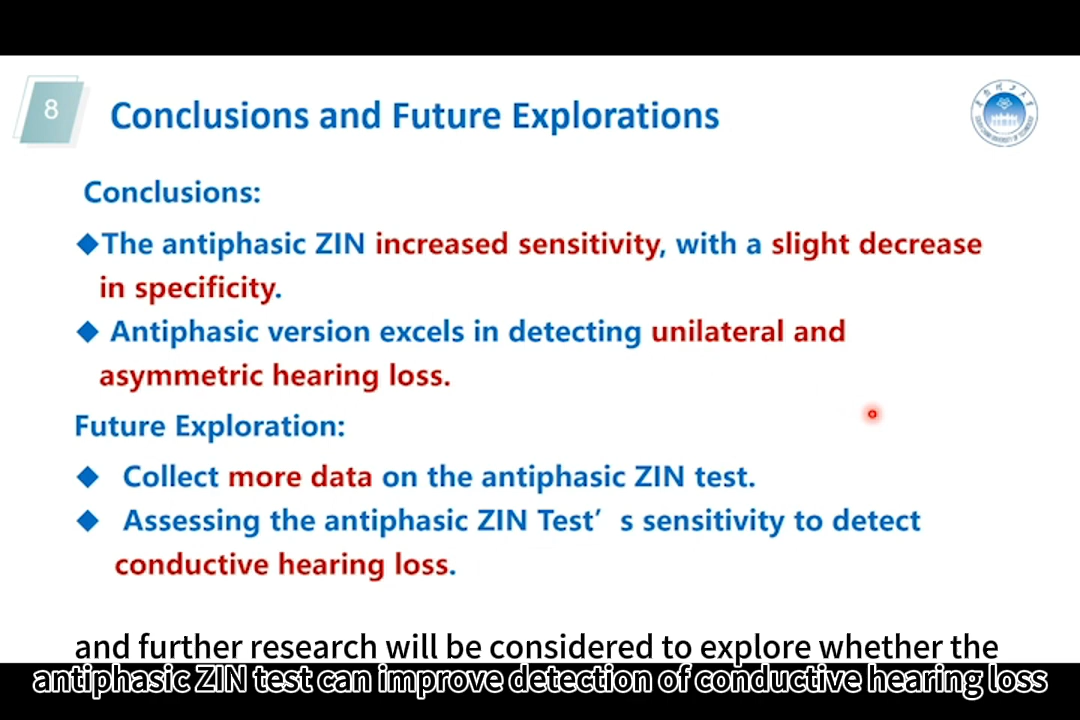 8
Conclusions and Future Explorations
Conclusions:
◆The antiphasic ZIN increased sensitivity, with a slight decrease
in specificity.
◆ Antiphasic version excels in detecting unilateral and
asymmetric hearing loss.
Future Exploration:
◆ Collect more data on the antiphasic ZIN test.
◆ Assessing the antiphasic ZIN Test’s sensitivity to detect
conductive hearing loss.
and further research will be considered to explore whether the
antiphasic ZIN test can improve detection of conductive hearing loss